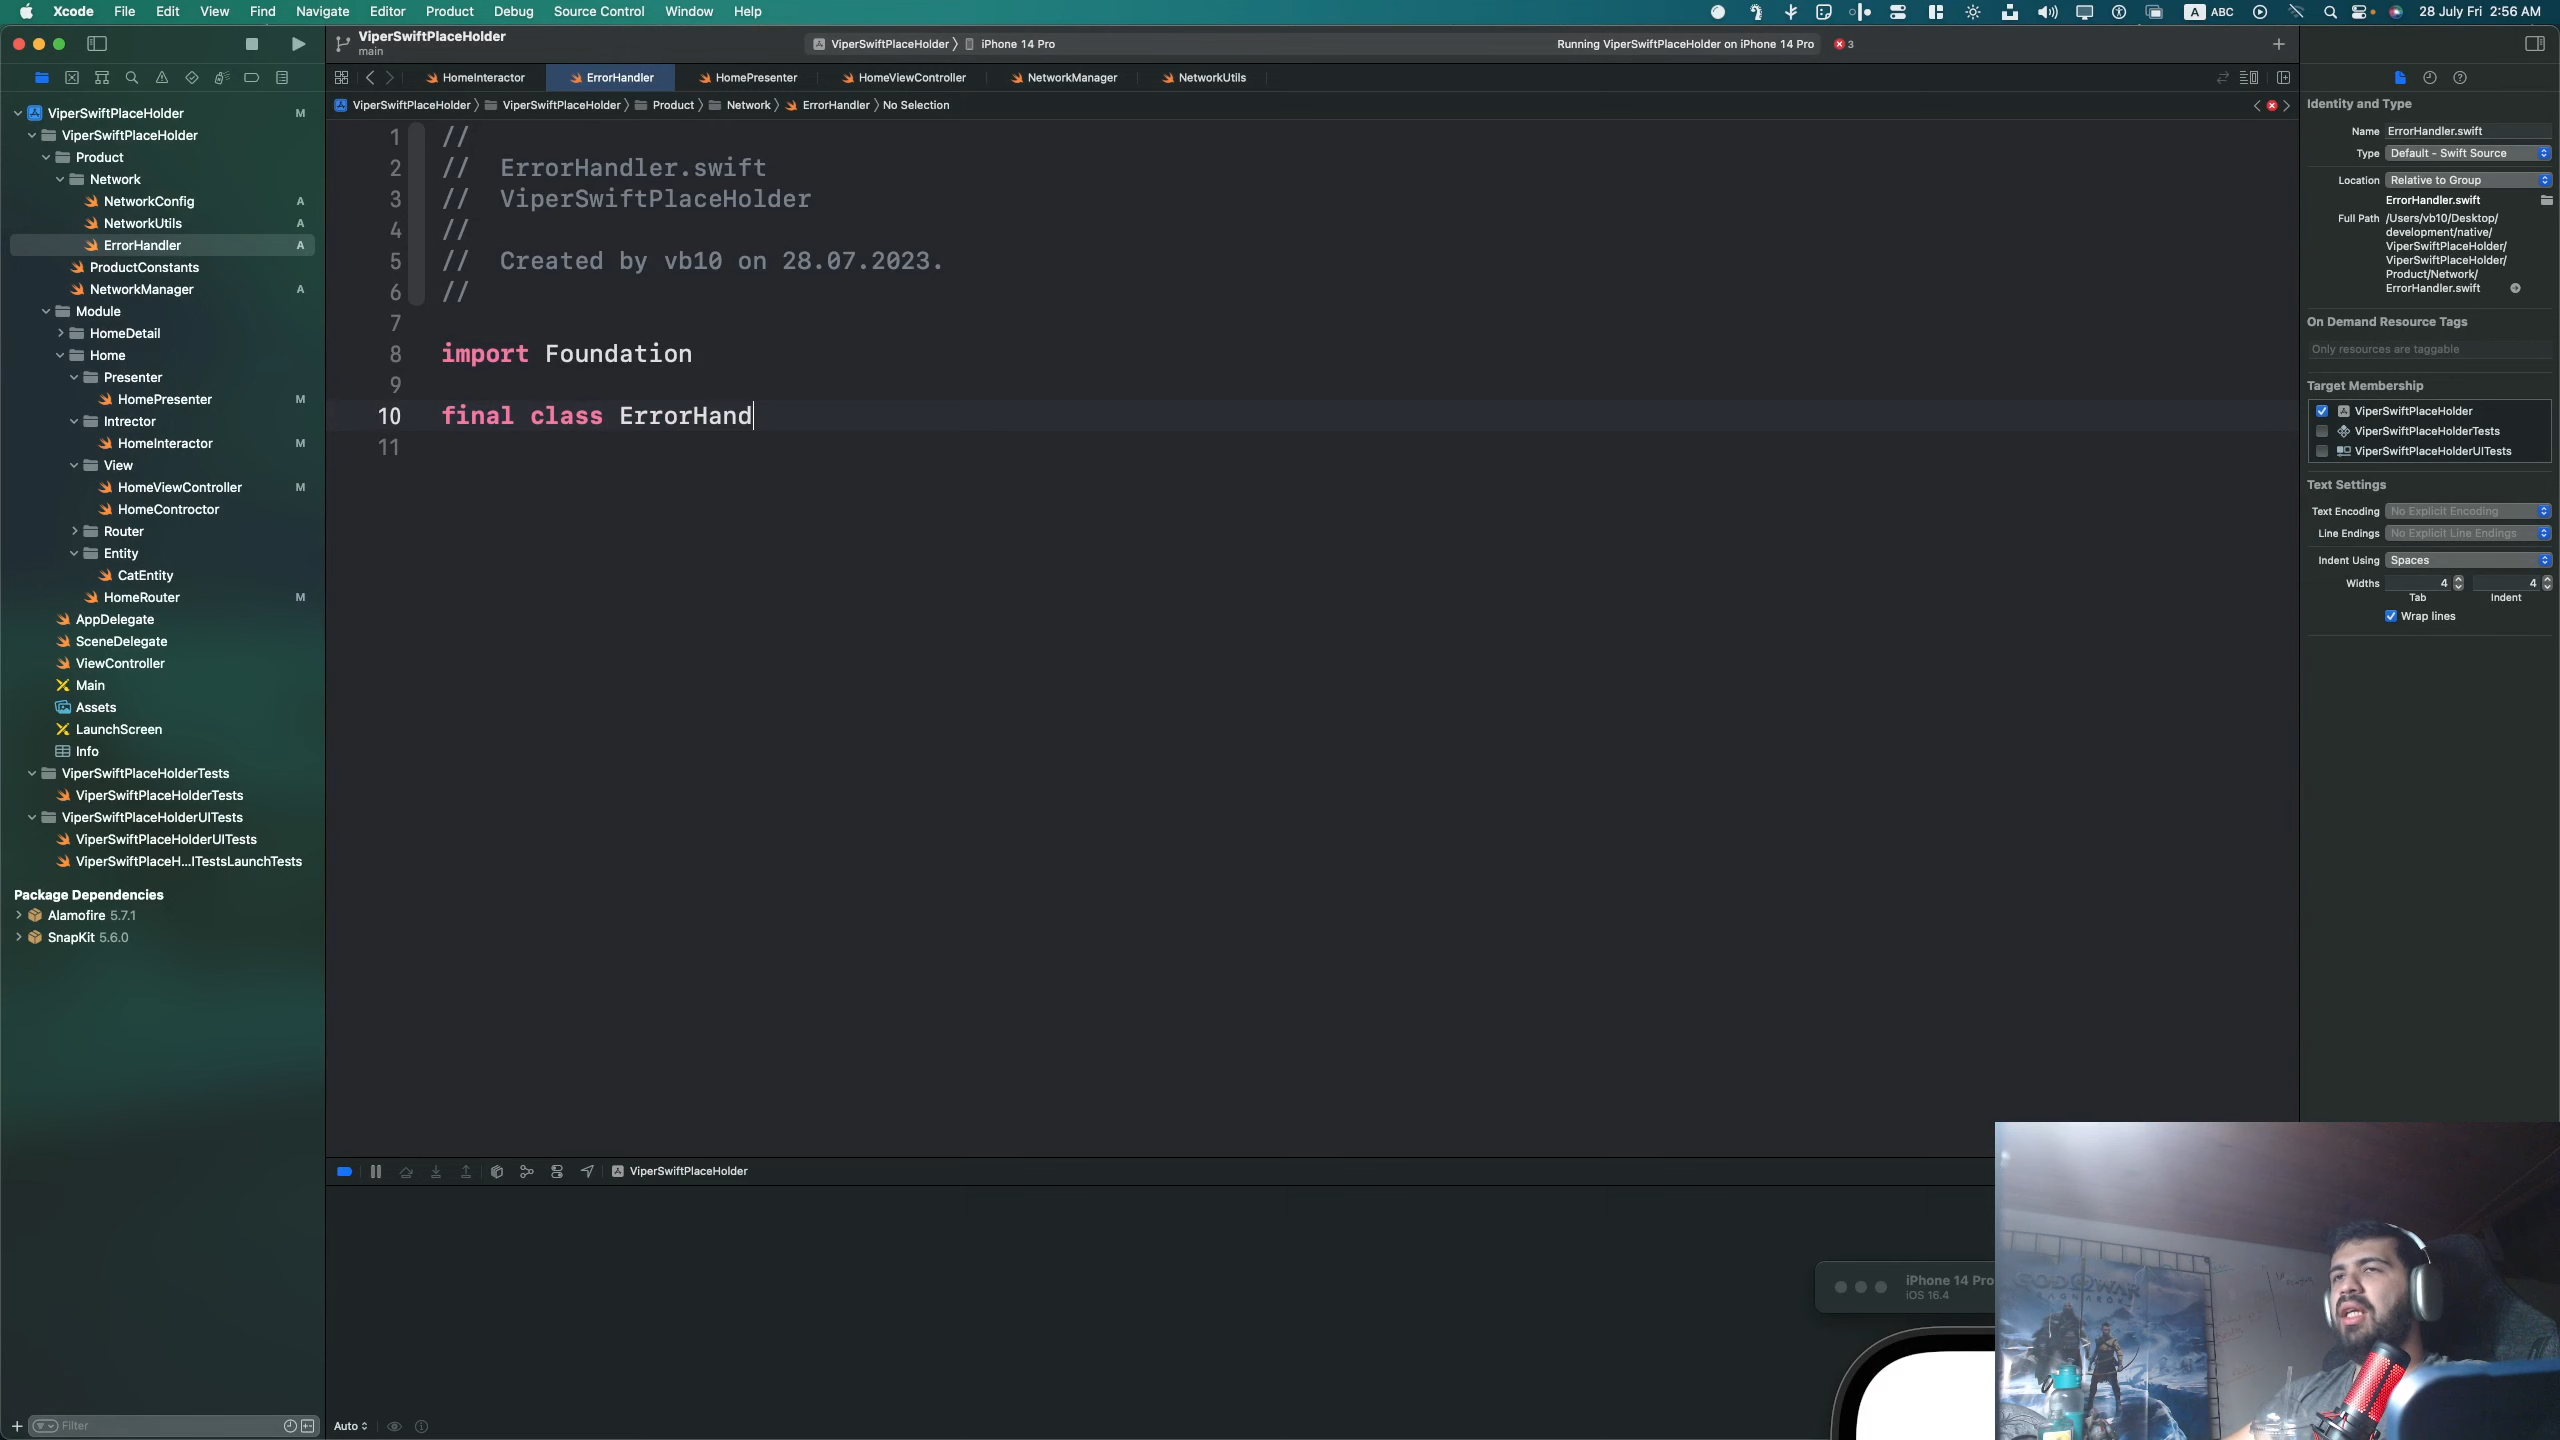 Xcode File Edit View Find Navigate Editor Product Debug Source Control Window Help
A ABC 28 July Fri 2:56 AM
ViperSwiftPlaceHolder
main
ViperSwiftPlaceHolder iPhone 14 Pro
Running ViperSwiftPlaceHolder on iPhone 14 Pro 3
HomeInteractor ErrorHandler HomePresenter HomeViewController NetworkManager NetworkUtils
ViperSwiftPlaceHolder ViperSwiftPlaceHolder Product Network ErrorHandler No Selection
ViperSwiftPlaceHolder M
ViperSwiftPlaceHolder
Product
Network
NetworkConfig A
NetworkUtils A
ErrorHandler A
ProductConstants
NetworkManager A
Module
HomeDetail
Home
Presenter
HomePresenter M
Intrector
HomeInteractor M
View
HomeViewController M
HomeControctor
Router
Entity
CatEntity
HomeRouter M
AppDelegate
SceneDelegate
ViewController
Main
Assets
LaunchScreen
Info
ViperSwiftPlaceHolderTests
ViperSwiftPlaceHolderTests
ViperSwiftPlaceHolderUITests
ViperSwiftPlaceHolderUITests
ViperSwiftPlaceH...ITestsLaunchTests
Package Dependencies
Alamofire 5.7.1
SnapKit 5.6.0
Filter
1 //
2 // ErrorHandler.swift
3 // ViperSwiftPlaceHolder
4 //
5 // Created by vb10 on 28.07.2023.
6 //
7
8 import Foundation
9
10 final class ErrorHand
11
ViperSwiftPlaceHolder
Auto
iPhone 14 Pro
iOS 16.4
Identity and Type
Name ErrorHandler.swift
Type Default - Swift Source
Location Relative to Group
ErrorHandler.swift
Full Path /Users/vb10/Desktop/
development/native/
ViperSwiftPlaceHolder/
ViperSwiftPlaceHolder/
Product/Network/
ErrorHandler.swift
On Demand Resource Tags
Only resources are taggable
Target Membership
ViperSwiftPlaceHolder
ViperSwiftPlaceHolderTests
ViperSwiftPlaceHolderUITests
Text Settings
Text Encoding No Explicit Encoding
Line Endings No Explicit Line Endings
Indent Using Spaces
Widths 4 4
Tab Indent
Wrap lines
GOD OF WAR
RAGNARÖK